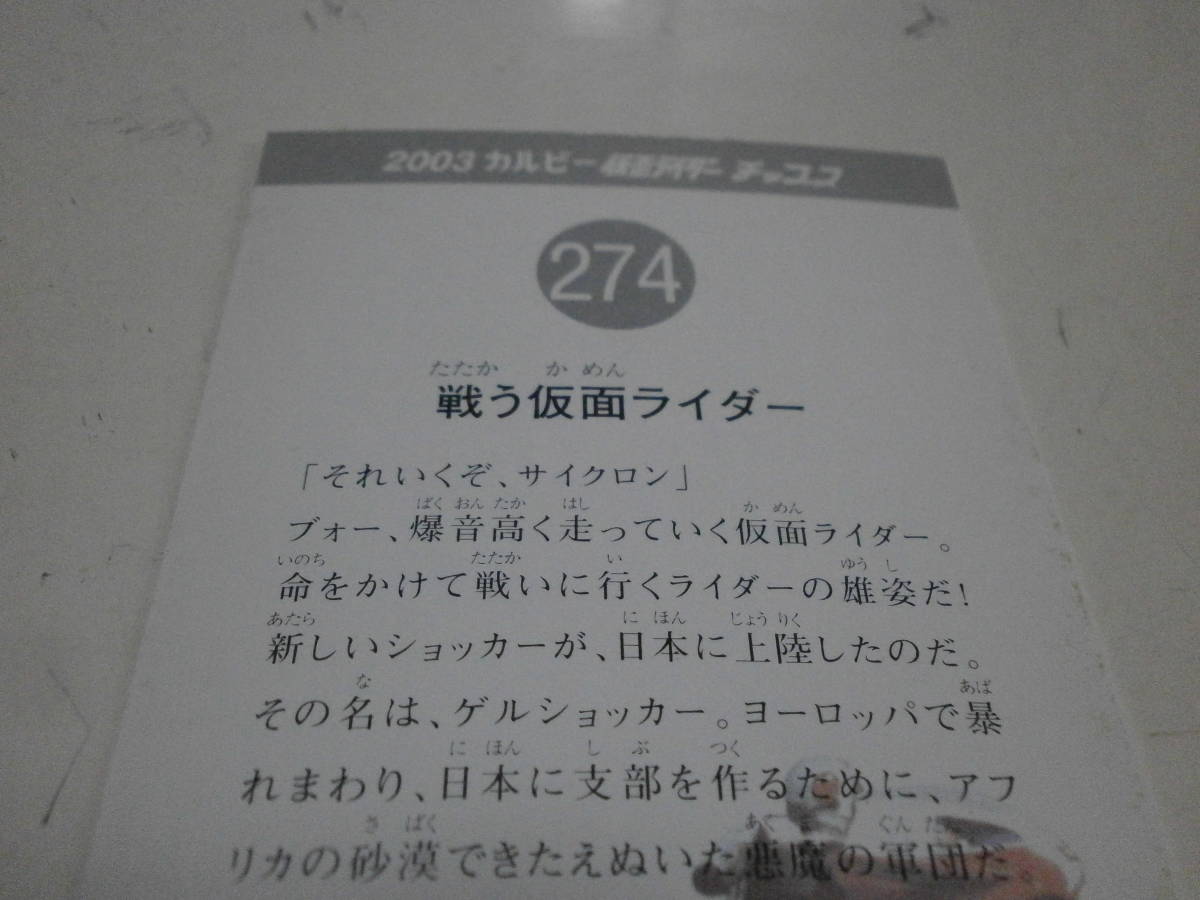 2003 カルビー 仮面ライダー チップス
274
たたか か めん
戦う仮面ライダー
「それいくぞ、サイクロン」
ばく おん たか はし か めん
ブォー、爆音高く走っていく仮面ライダー。
いのち たたか い ゆう し
命をかけて戦いに行くライダーの雄姿だ!
あたら に ほん じょう りく
新しいショッカーが、日本に上陸したのだ。
な あば
その名は、ゲルショッカー。ヨーロッパで暴
に ほん し ぶ つく
れまわり、日本に支部を作るために、アフ
さ ばく あく ま ぐん だん
リカの砂漠できたえぬいた悪魔の軍団だ。